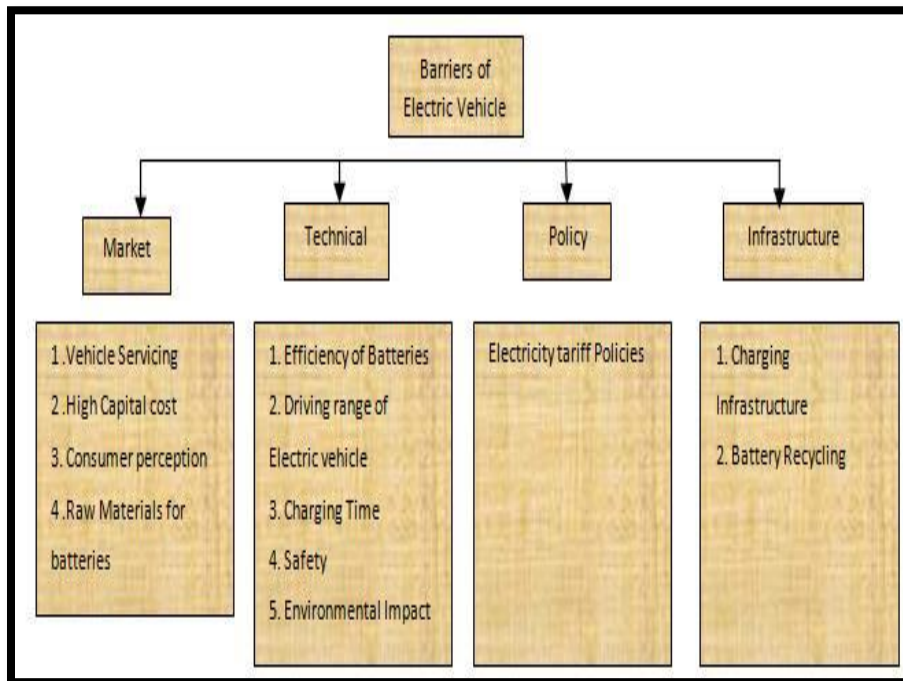 Barriers of
Electric Vehicle
Market
Technical
Policy
Infrastructure
1. Vehicle Servicing
2 .High Capital cost
3. Consumer perception
4 .Raw Materials for
batteries
1. Efficiency of Batteries
2. Driving range of
Electric vehicle
3. Charging Time
4. Safety
5. Environmental Impact
Electricity tariff Policies
1. Charging
Infrastructure
2. Battery Recycling